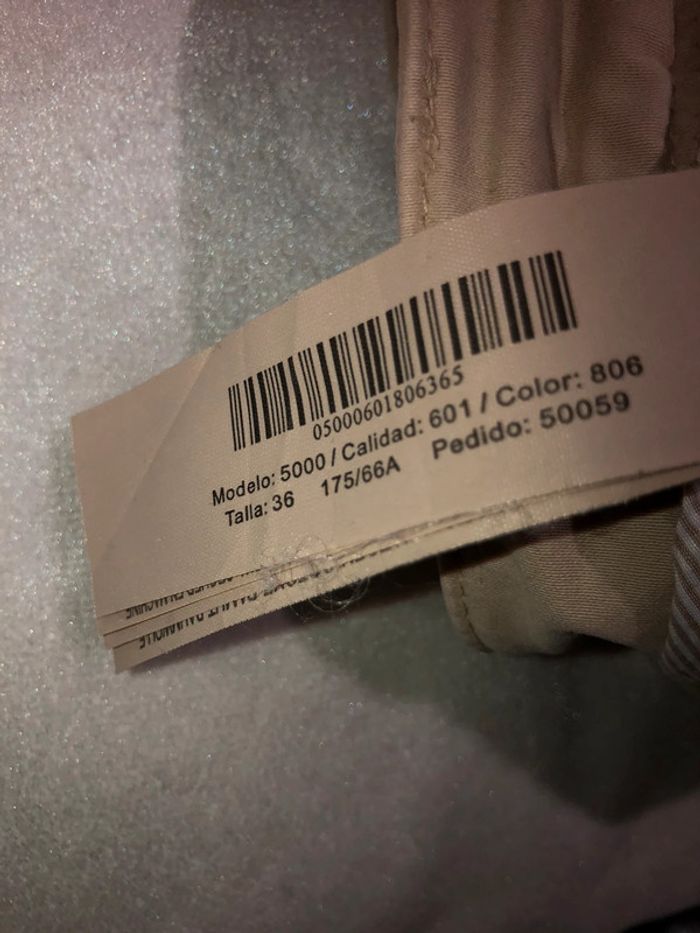 05000601806365
Modelo: 5000 / Calidad: 601 / Color: 806
Talla: 36 175/66A Pedido: 50059